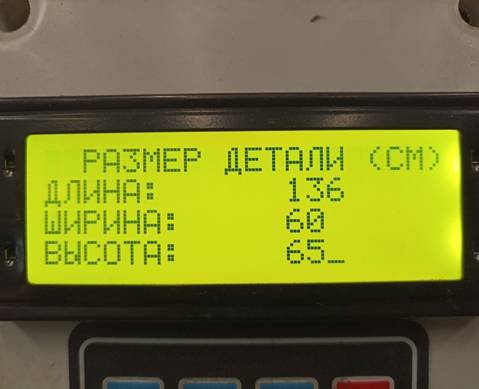 РАЗМЕР ДЕТАЛИ (СМ)
ДЛИНА: 136
ШИРИНА: 60
ВЫСОТА: 65_